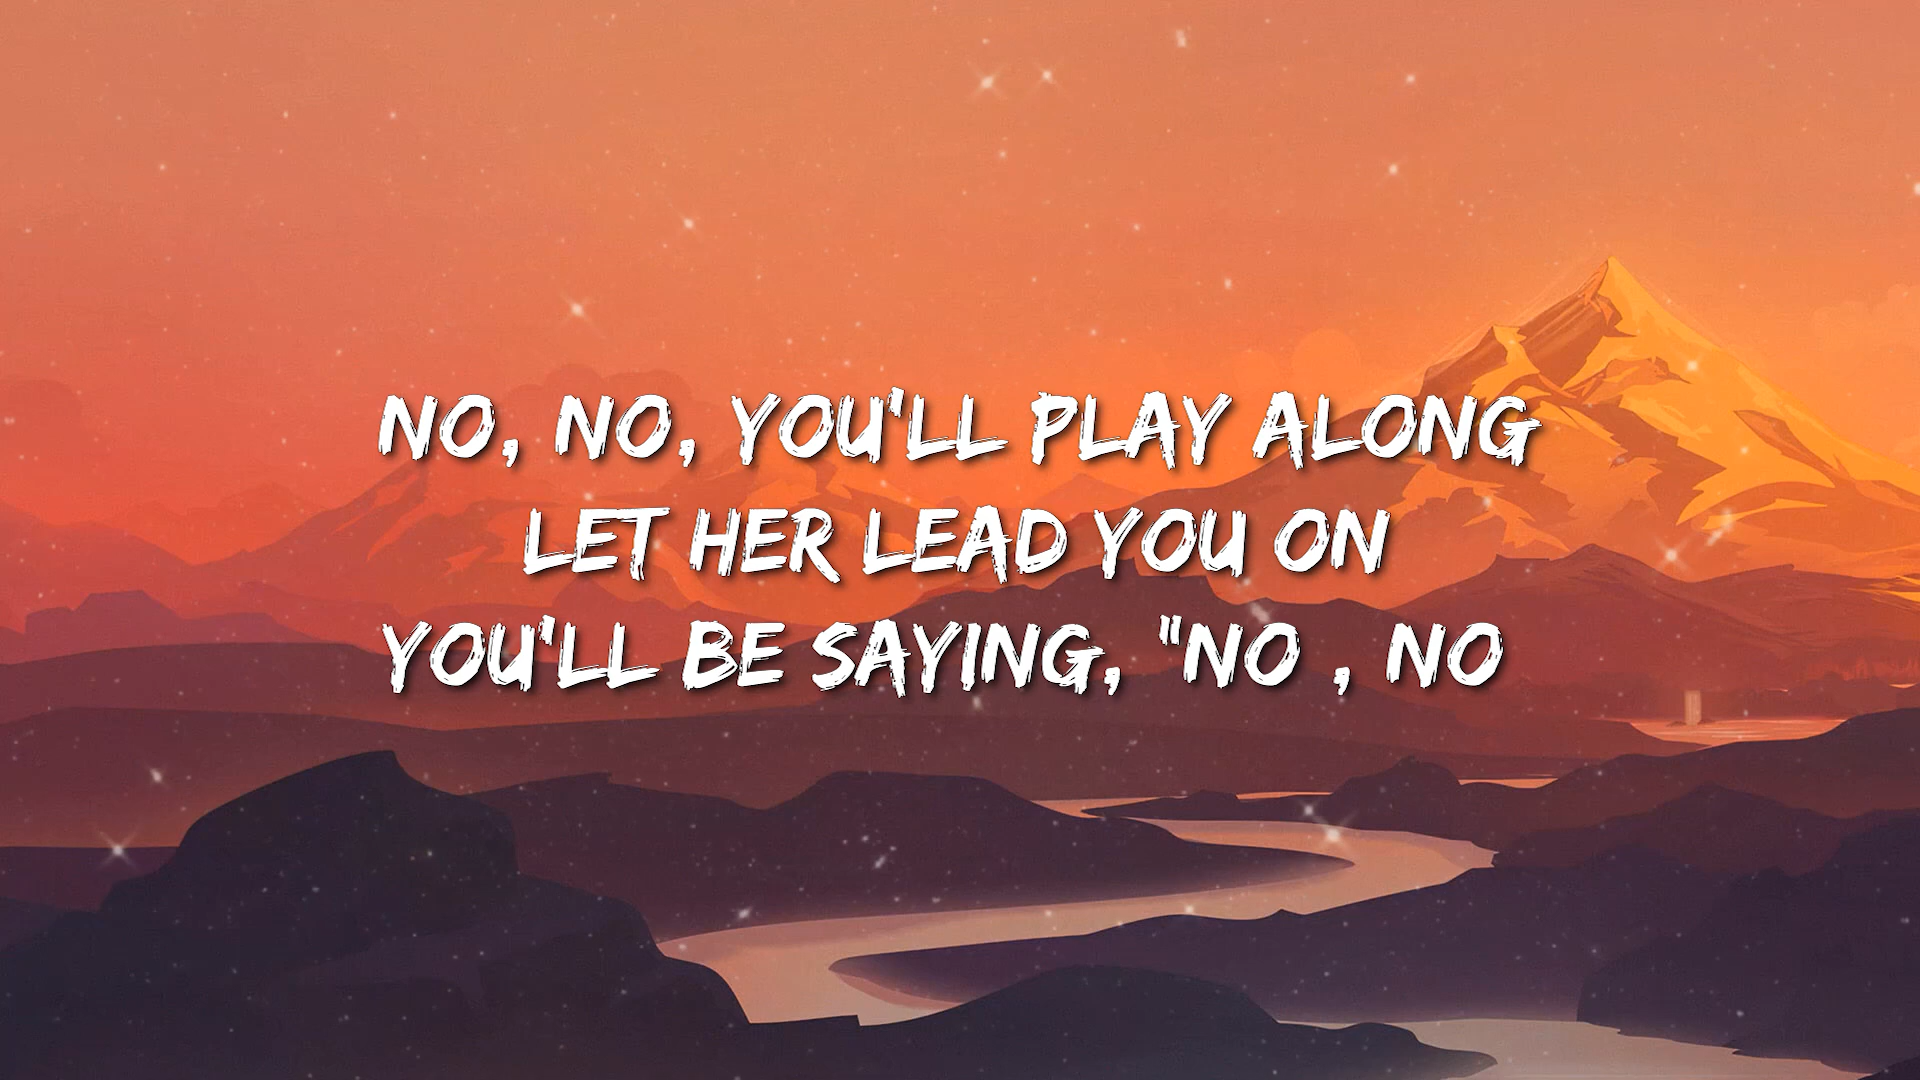 NO, NO, YOU'LL PLAY ALONG
LET HER LEAD YOU ON
YOU'LL BE SAYING, "NO , NO